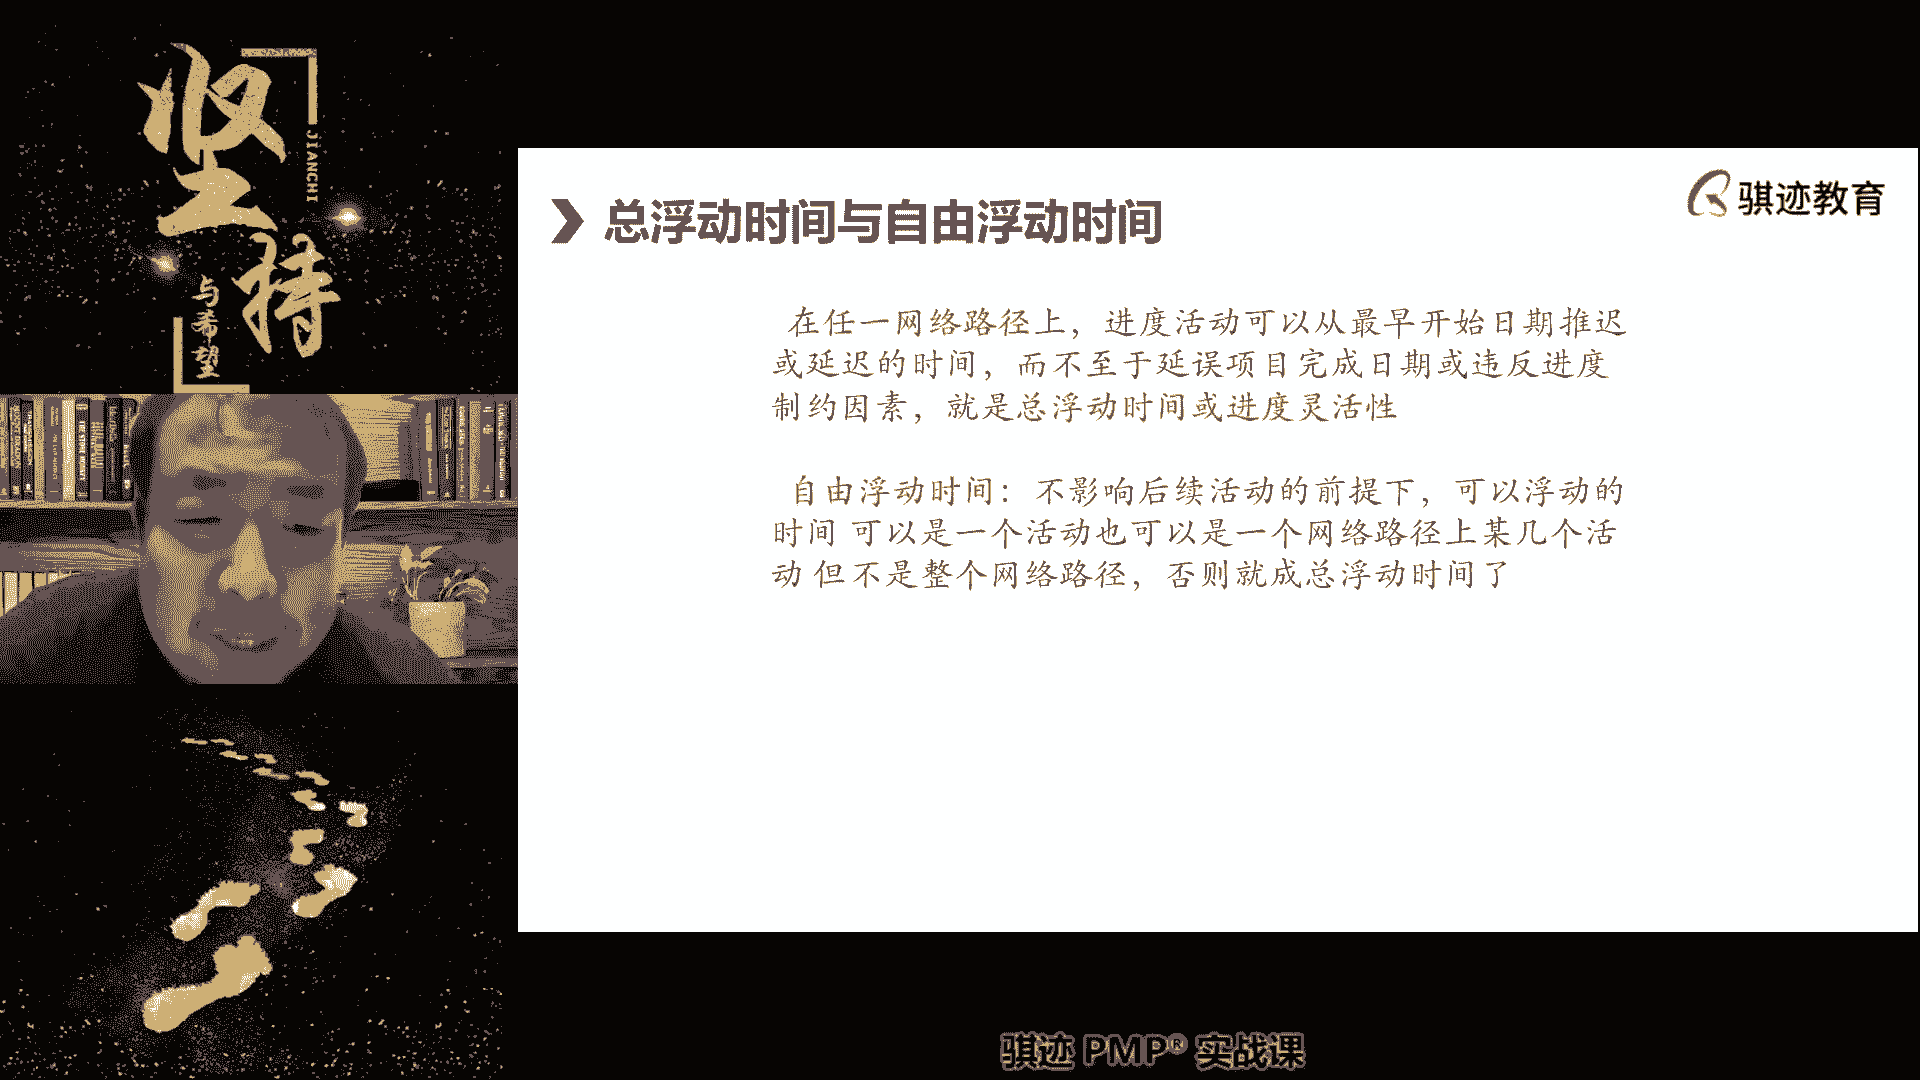 坚持
JIANCHI
与希望
骐迹教育
总浮动时间与自由浮动时间
在任一网络路径上，进度活动可以从最早开始日期推迟
或延迟的时间，而不至于延误项目完成日期或违反进度
制约因素，就是总浮动时间或进度灵活性
自由浮动时间：不影响后续活动的前提下，可以浮动的
时间 可以是一个活动也可以是一个网络路径上某几个活
动 但不是整个网络路径，否则就成总浮动时间了
骐迹 PMP® 实战课